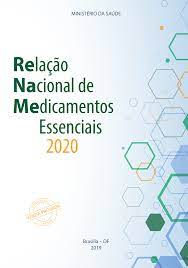 MINISTÉRIO DA SAÚDE
Relação
Nacional de
Medicamentos
Essenciais
2020
Brasília – DF
2019